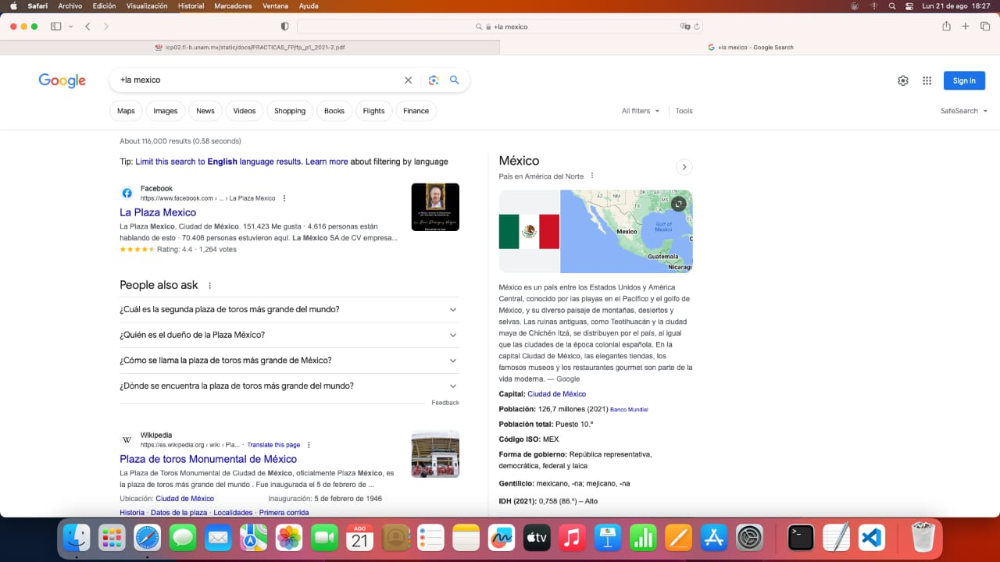 Safari Archivo Edición Visualización Historial Marcadores Ventana Ayuda Lun 21 de ago 18:27
+la mexico
lcp02.fi-b.unam.mx/static/docs/PRACTICAS_FP/fp_p1_2021-2.pdf +la mexico - Google Search
Google +la mexico Sign in
Maps Images News Videos Shopping Books Flights Finance All filters Tools SafeSearch
About 116,000 results (0.58 seconds)
Tip: Limit this search to English language results. Learn more about filtering by language
Facebook
https://www.facebook.com › ... › La Plaza Mexico
La Plaza Mexico
La Plaza Mexico, Ciudad de México. 151.423 Me gusta · 4.616 personas están
hablando de esto · 70.406 personas estuvieron aquí. La México SA de CV empresa...
Rating: 4.4 · 1,264 votes
People also ask
¿Cuál es la segunda plaza de toros más grande del mundo?
¿Quién es el dueño de la Plaza México?
¿Cómo se llama la plaza de toros más grande de México?
¿Dónde se encuentra la plaza de toros más grande del mundo?
Feedback
W
Wikipedia
https://es.wikipedia.org › wiki › Pla... · Translate this page
Plaza de toros Monumental de México
La Plaza de Toros Monumental de Ciudad de México, oficialmente Plaza México, es
la plaza de toros más grande del mundo . Fue inaugurada el 5 de febrero de ...
Ubicación: Ciudad de México Inauguración: 5 de febrero de 1946
Historia · Datos de la plaza · Localidades · Primera corrida
México
País en América del Norte
AZ NM OK AR
TX LA
Gulf of
Mexico
Mexico
Guatemala
Nicaragu
México es un país entre los Estados Unidos y América
Central, conocido por las playas en el Pacífico y el golfo de
México, y su diverso paisaje de montañas, desiertos y
selvas. Las ruinas antiguas, como Teotihuacán y la ciudad
maya de Chichén Itzá, se distribuyen por el país, al igual
que las ciudades de la época colonial española. En la
capital Ciudad de México, las elegantes tiendas, los
famosos museos y los restaurantes gourmet son parte de la
vida moderna. — Google
Capital: Ciudad de México
Población: 126,7 millones (2021) Banco Mundial
Población total: Puesto 10.º
Código ISO: MEX
Forma de gobierno: República representativa,
democrática, federal y laica
Gentilicio: mexicano, -na; mejicano, -na
IDH (2021): 0,758 (86.º) – Alto
AGO
21
tv